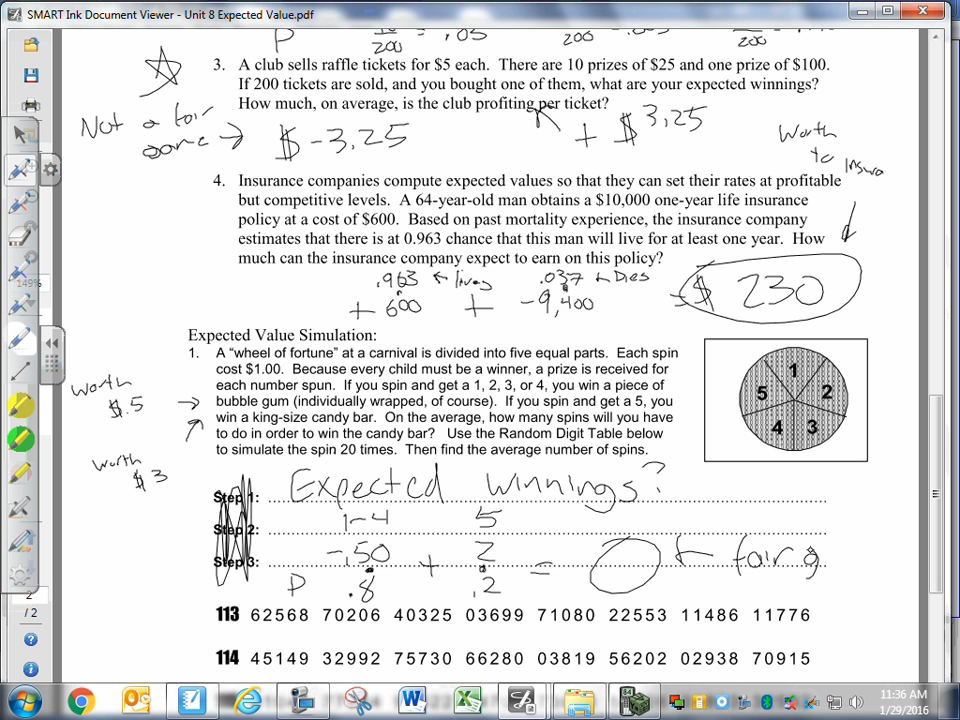 SMART Ink Document Viewer - Unit 8 Expected Value.pdf
P
200 = .05
200
200
3. A club sells raffle tickets for $5 each. There are 10 prizes of $25 and one prize of $100.
If 200 tickets are sold, and you bought one of them, what are your expected winnings?
How much, on average, is the club profiting per ticket?
Not a fair
game → $ -3.25
+ $ 3.25
Worth
to Insura
4. Insurance companies compute expected values so that they can set their rates at profitable
but competitive levels. A 64-year-old man obtains a $10,000 one-year life insurance
policy at a cost of $600. Based on past mortality experience, the insurance company
estimates that there is at 0.963 chance that this man will live for at least one year. How
much can the insurance company expect to earn on this policy?
149%
.963 ← lives .037 ← Dies
+ 600 + -9,400 = $ 230
Expected Value Simulation:
1. A “wheel of fortune” at a carnival is divided into five equal parts. Each spin
cost $1.00. Because every child must be a winner, a prize is received for
each number spun. If you spin and get a 1, 2, 3, or 4, you win a piece of
bubble gum (individually wrapped, of course). If you spin and get a 5, you
win a king-size candy bar. On the average, how many spins will you have
to do in order to win the candy bar? Use the Random Digit Table below
to simulate the spin 20 times. Then find the average number of spins.
1
2
3
4
5
worth
$.5 →
worth
$3
Step 1:
Expected winnings?
Step 2:
1-4 5
Step 3:
-.50 + 2 = 0 ← fair g
P .8 .2
113 62568 70206 40325 03699 71080 22553 11486 11776
114 45149 32992 75730 66280 03819 56202 02938 70915
2
/ 2
11:36 AM
1/29/2016